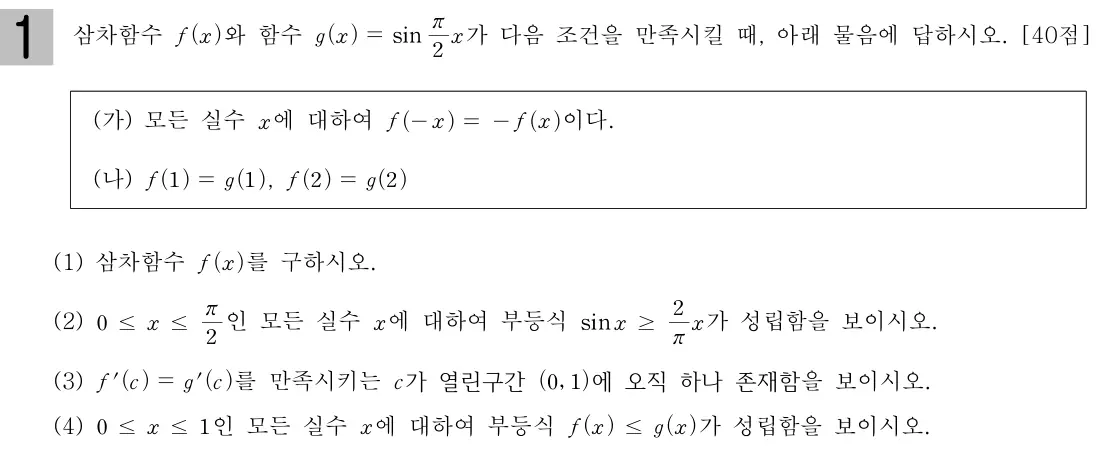 1 삼차함수 f(x)와 함수 g(x) = sin π/2 x가 다음 조건을 만족시킬 때, 아래 물음에 답하시오. [40점]
(가) 모든 실수 x에 대하여 f(-x) = -f(x)이다.
(나) f(1) = g(1), f(2) = g(2)
(1) 삼차함수 f(x)를 구하시오.
(2) 0 ≤ x ≤ π/2인 모든 실수 x에 대하여 부등식 sin x ≥ 2/π x가 성립함을 보이시오.
(3) f′(c) = g′(c)를 만족시키는 c가 열린구간 (0, 1)에 오직 하나 존재함을 보이시오.
(4) 0 ≤ x ≤ 1인 모든 실수 x에 대하여 부등식 f(x) ≤ g(x)가 성립함을 보이시오.